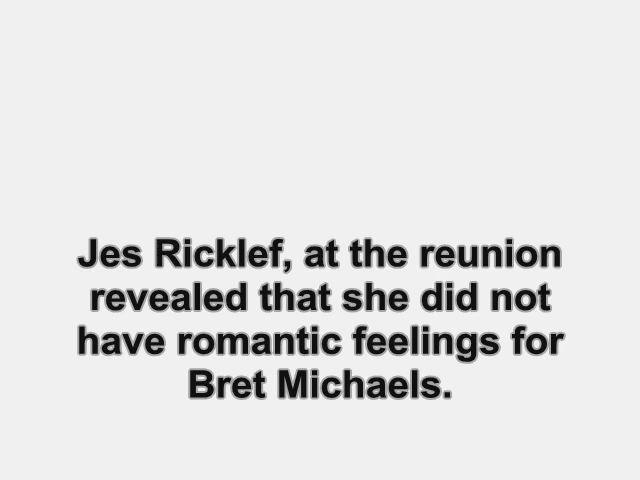 Jes Ricklef, at the reunion
revealed that she did not
have romantic feelings for
Bret Michaels.